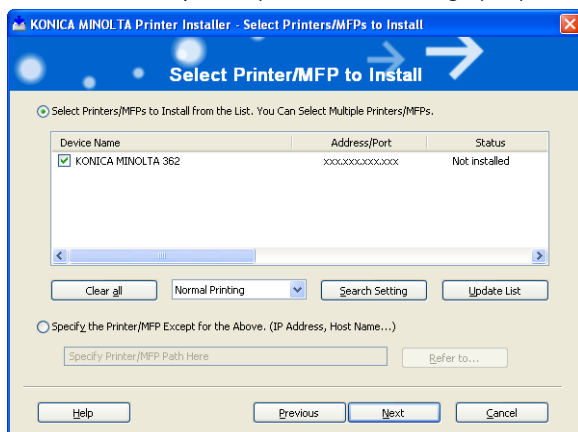 KONICA MINOLTA Printer Installer - Select Printers/MFPs to Install
Select Printer/MFP to Install
Select Printers/MFPs to Install from the List. You Can Select Multiple Printers/MFPs.
Device Name Address/Port Status
KONICA MINOLTA 362 xxx.xxx.xxx.xxx Not installed
Clear all Normal Printing Search Setting Update List
Specify the Printer/MFP Except for the Above. (IP Address, Host Name...)
Specify Printer/MFP Path Here Refer to...
Help Previous Next Cancel